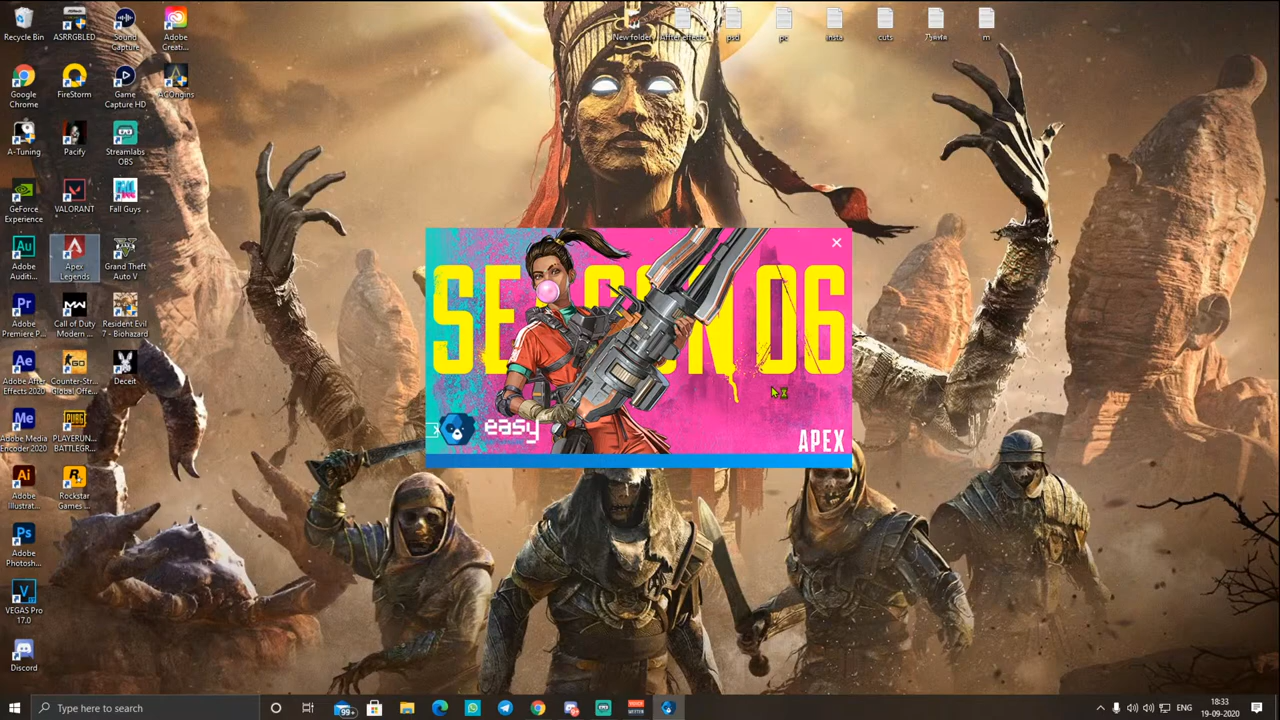 Recycle Bin
ASRRGBLED
Sound
Capture
Adobe
Creati...
New folder
After effects
psd
pc
insta
cuts
m
Google
Chrome
FireStorm
Game
Capture HD
AGOrigins
A-Tuning
Pacify
Streamlabs
OBS
GeForce
Experience
VALORANT
Fall Guys
Adobe
Auditi...
Apex
Legends
Grand Theft
Auto V
Adobe
Premiere P...
Call of Duty
Modern ...
Resident Evil
7 - Biohazard
Adobe After
Effects 2020
Counter-Str...
Global Offe...
Deceit
Adobe Media
Encoder 2020
PLAYERUN...
BATTLEGR...
Adobe
Illustrat...
Rockstar
Games ...
Adobe
Photosh...
VEGAS Pro
17.0
Discord
SEASON 06
easy
APEX
Type here to search
99+
ENG
18:33
19-09-2020